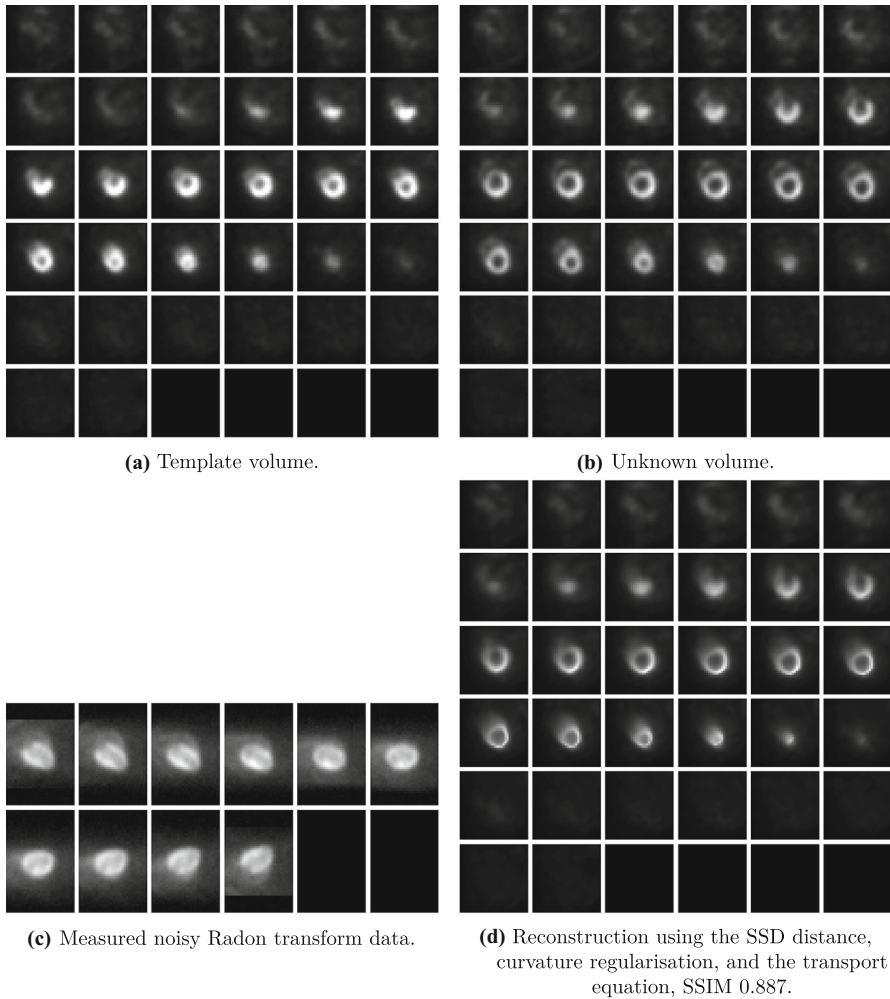 (a) Template volume.
(b) Unknown volume.
(c) Measured noisy Radon transform data.
(d) Reconstruction using the SSD distance,
curvature regularisation, and the transport
equation, SSIM 0.887.